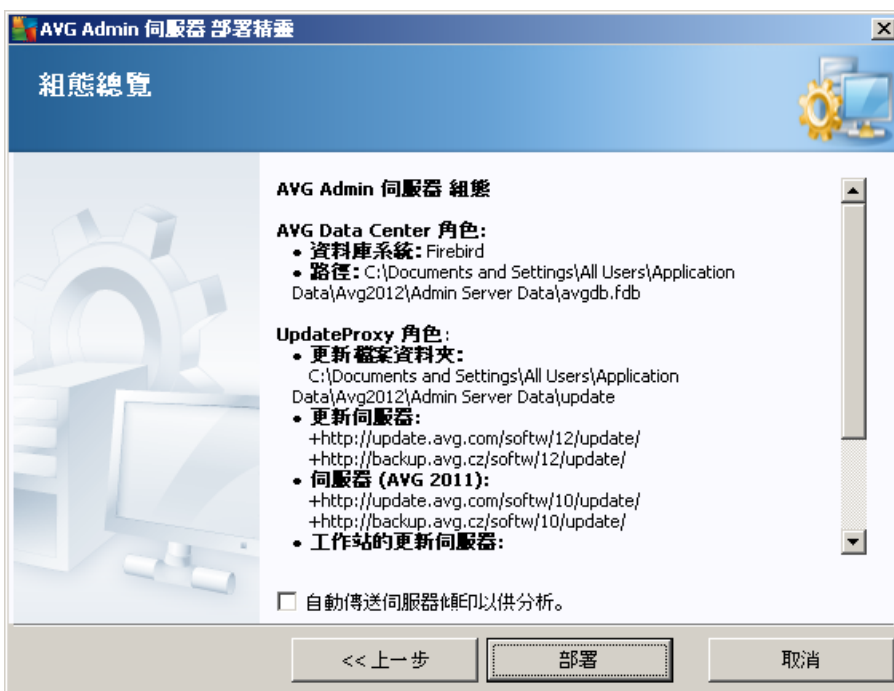 AVG Admin 伺服器 部署精靈
組態總覽
AVG Admin 伺服器 組態
AVG Data Center 角色:
• 資料庫系統: Firebird
• 路徑: C:\Documents and Settings\All Users\Application
Data\Avg2012\Admin Server Data\avgdb.fdb
UpdateProxy 角色:
• 更新檔案資料夾:
C:\Documents and Settings\All Users\Application
Data\Avg2012\Admin Server Data\update
• 更新伺服器:
+http://update.avg.com/softw/12/update/
+http://backup.avg.cz/softw/12/update/
• 伺服器 (AVG 2011):
+http://update.avg.com/softw/10/update/
+http://backup.avg.cz/softw/10/update/
• 工作站的更新伺服器:
自動傳送伺服器傾印以供分析。
<< 上一步
部署
取消